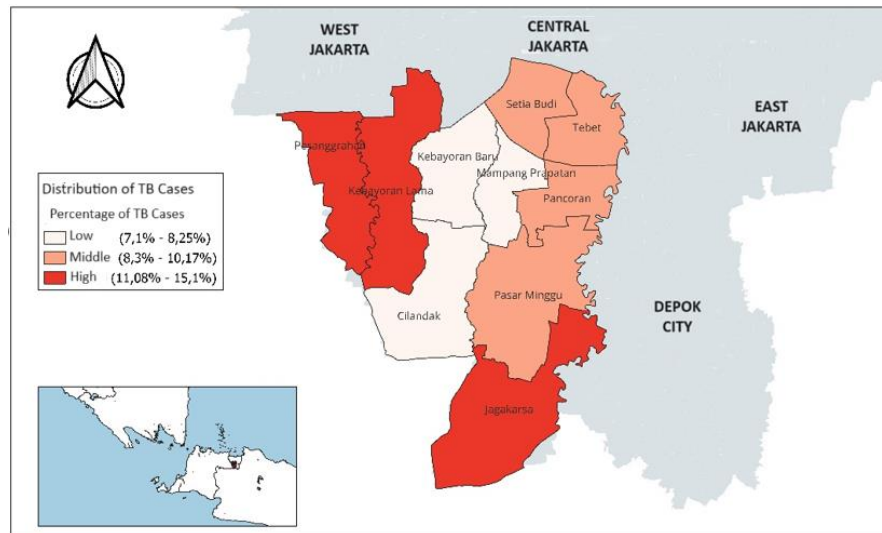 WEST
JAKARTA
CENTRAL
JAKARTA
EAST
JAKARTA
DEPOK
CITY
Setia Budi
Tebet
Pesanggrahan
Kebayoran Baru
Mampang Prapatan
Kebayoran Lama
Pancoran
Pasar Minggu
Cilandak
Jagakarsa
Distribution of TB Cases
Percentage of TB Cases
Low (7,1% - 8,25%)
Middle (8,3% - 10,17%)
High (11,08% - 15,1%)